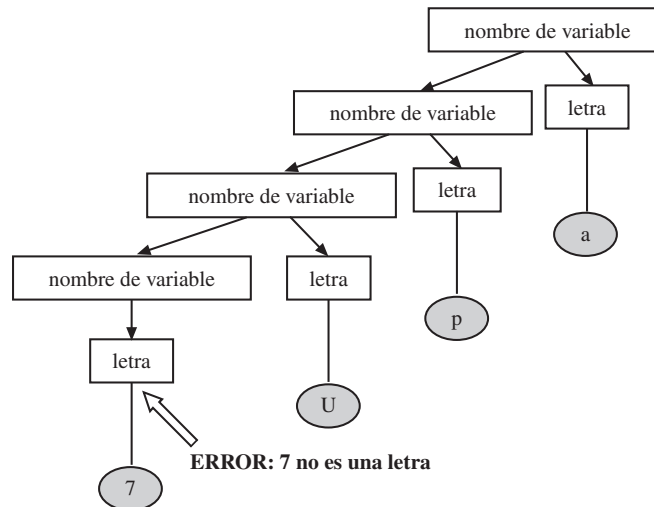 nombre de variable
nombre de variable
letra
nombre de variable
letra
a
nombre de variable
letra
p
letra
U
ERROR: 7 no es una letra
7